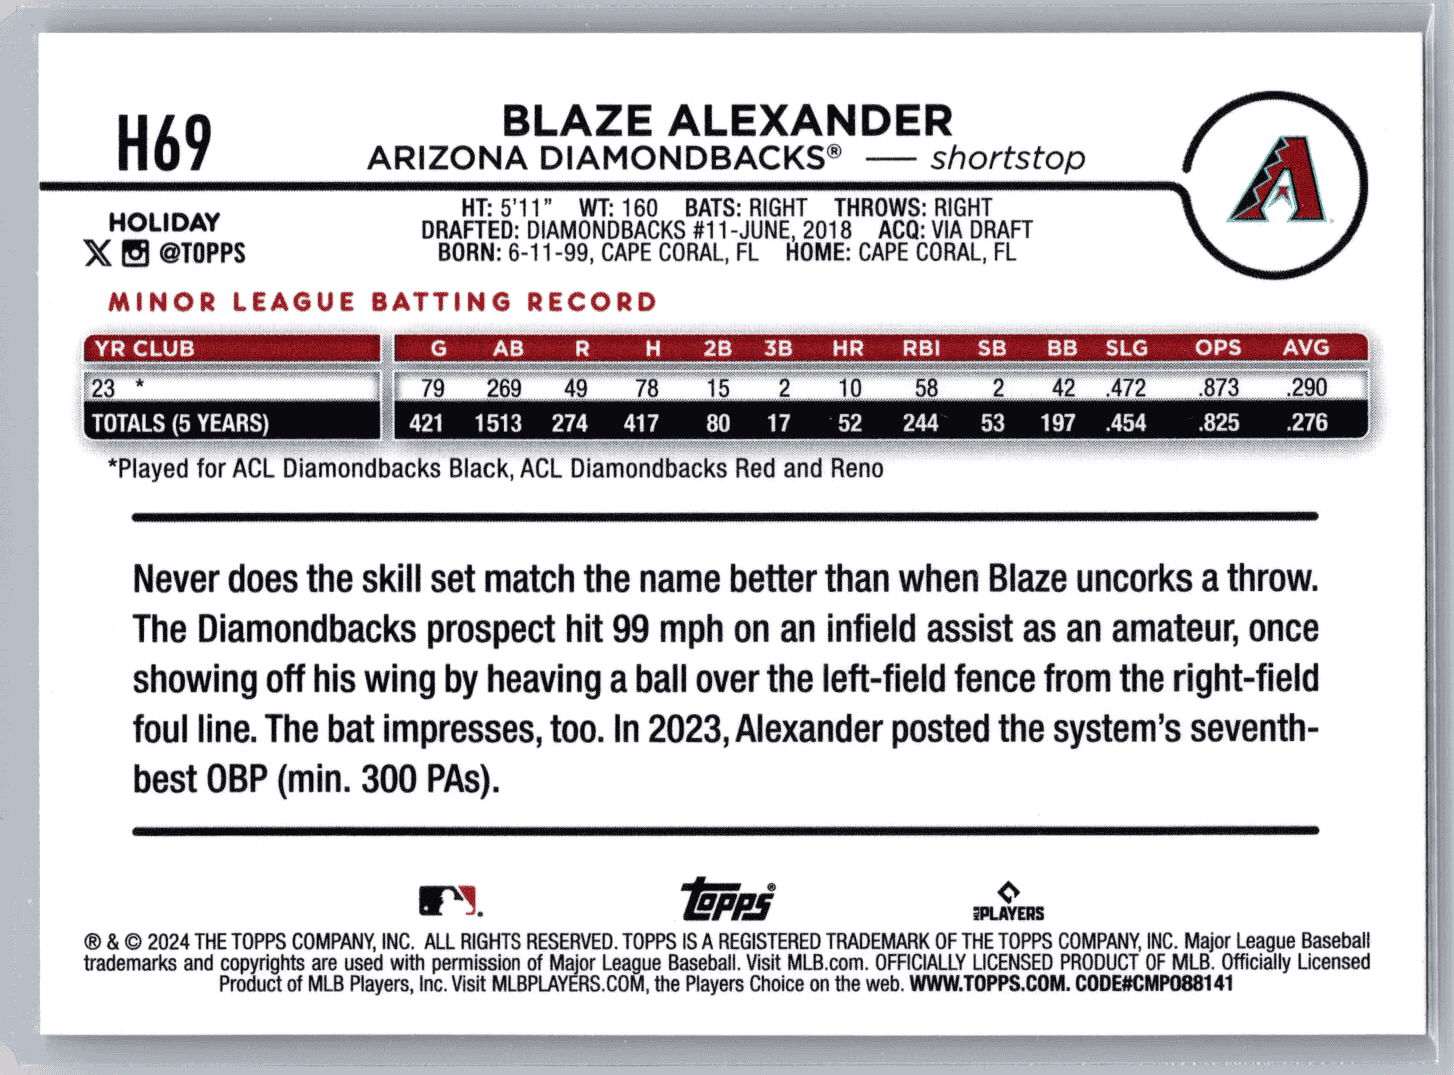 H69
BLAZE ALEXANDER
ARIZONA DIAMONDBACKS® — shortstop
A
HOLIDAY
X @TOPPS
HT: 5'11" WT: 160 BATS: RIGHT THROWS: RIGHT
DRAFTED: DIAMONDBACKS #11-JUNE, 2018 ACQ: VIA DRAFT
BORN: 6-11-99, CAPE CORAL, FL HOME: CAPE CORAL, FL
MINOR LEAGUE BATTING RECORD
YR CLUB G AB R H 2B 3B HR RBI SB BB SLG OPS AVG
23 * 79 269 49 78 15 2 10 58 2 42 .472 .873 .290
TOTALS (5 YEARS) 421 1513 274 417 80 17 52 244 53 197 .454 .825 .276
*Played for ACL Diamondbacks Black, ACL Diamondbacks Red and Reno
Never does the skill set match the name better than when Blaze uncorks a throw.
The Diamondbacks prospect hit 99 mph on an infield assist as an amateur, once
showing off his wing by heaving a ball over the left-field fence from the right-field
foul line. The bat impresses, too. In 2023, Alexander posted the system's seventh-
best OBP (min. 300 PAs).
Topps®
MLB PLAYERS
® & © 2024 THE TOPPS COMPANY, INC. ALL RIGHTS RESERVED. TOPPS IS A REGISTERED TRADEMARK OF THE TOPPS COMPANY, INC. Major League Baseball
trademarks and copyrights are used with permission of Major League Baseball. Visit MLB.com. OFFICIALLY LICENSED PRODUCT OF MLB. Officially Licensed
Product of MLB Players, Inc. Visit MLBPLAYERS.COM, the Players Choice on the web. WWW.TOPPS.COM. CODE#CMP088141